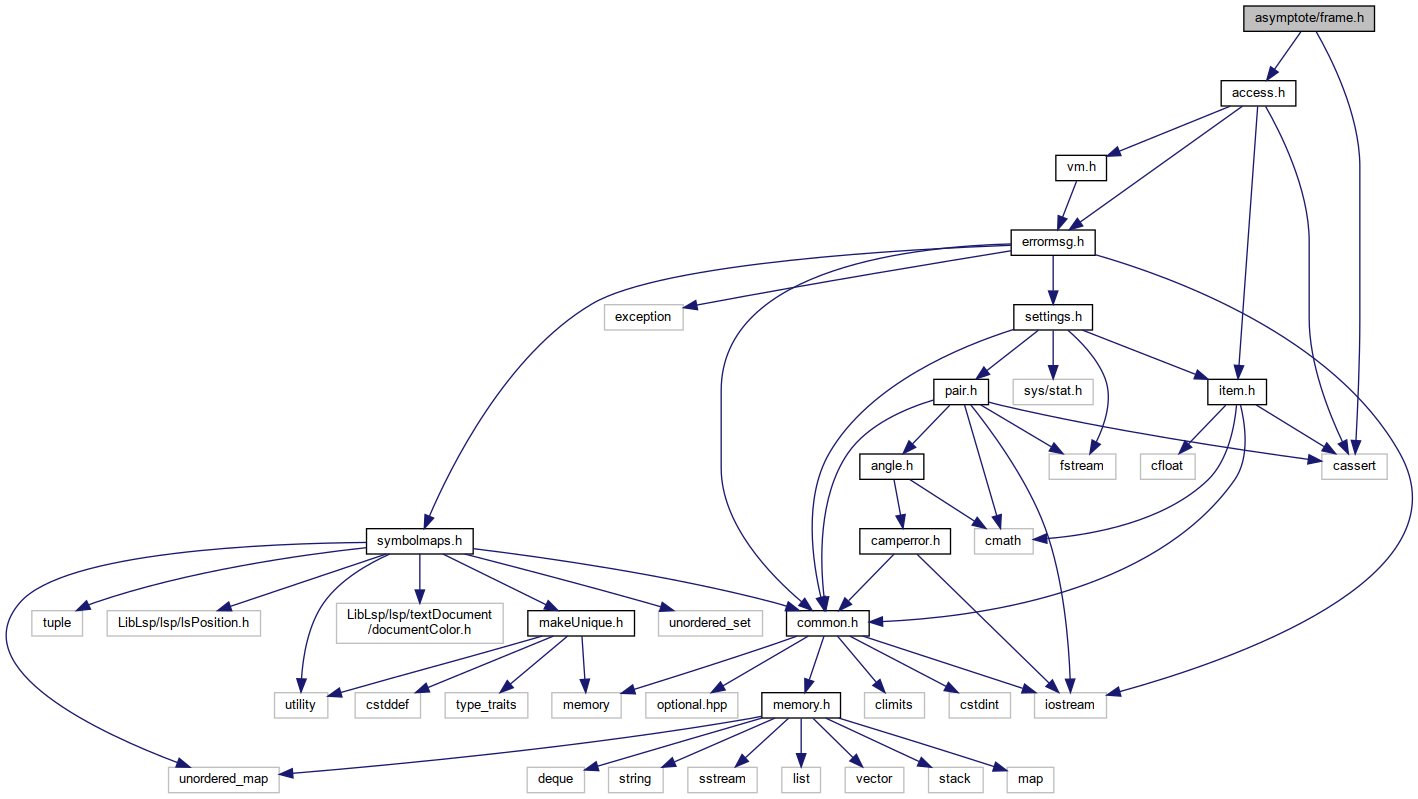 asymptote/frame.h
access.h
vm.h
errormsg.h
exception
settings.h
pair.h
sys/stat.h
item.h
angle.h
fstream
cfloat
cassert
symbolmaps.h
camperror.h
cmath
tuple
LibLsp/lsp/lsPosition.h
LibLsp/lsp/textDocument
/documentColor.h
makeUnique.h
unordered_set
common.h
utility
cstddef
type_traits
memory
optional.hpp
memory.h
climits
cstdint
iostream
unordered_map
deque
string
sstream
list
vector
stack
map